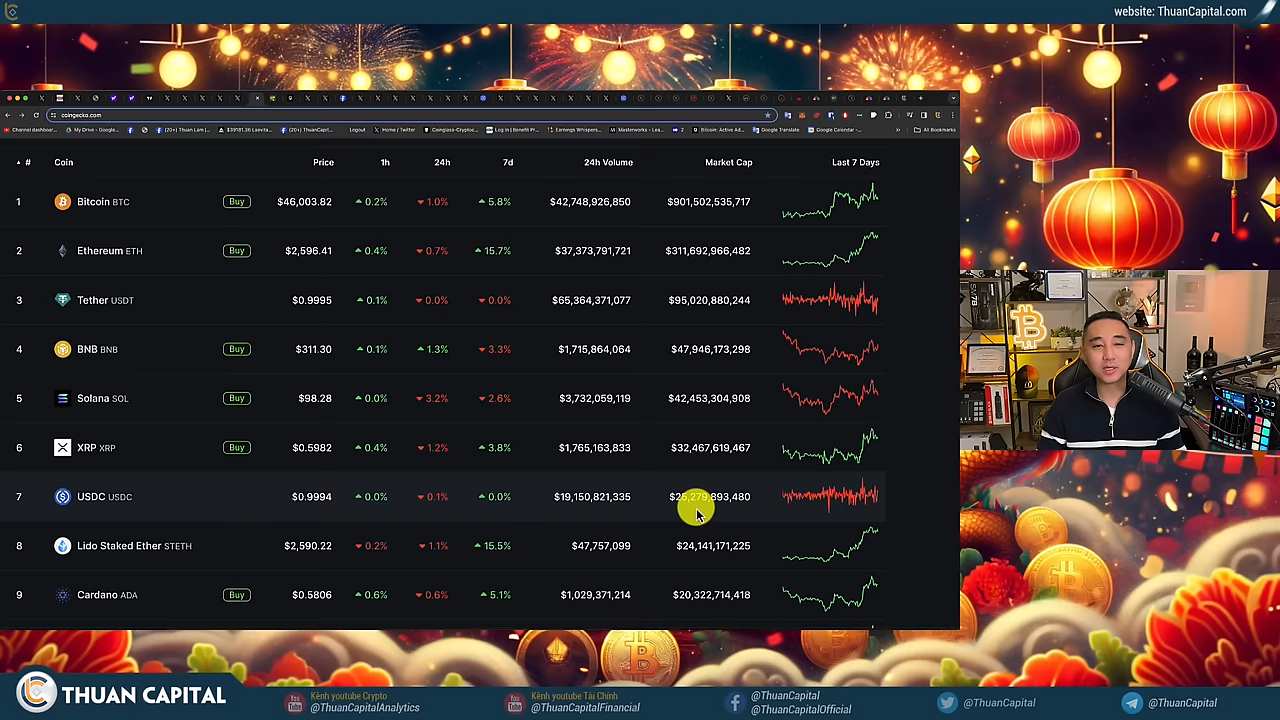 website: ThuanCapital.com
coingecko.com
# Coin Price 1h 24h 7d 24h Volume Market Cap Last 7 Days
1 Bitcoin BTC Buy $46,003.82 0.2% 1.0% 5.8% $42,748,926,850 $901,502,535,717
2 Ethereum ETH Buy $2,596.41 0.4% 0.7% 15.7% $37,373,791,721 $311,692,966,482
3 Tether USDT $0.9995 0.1% 0.0% 0.0% $65,364,371,077 $95,020,880,244
4 BNB BNB Buy $311.35 0.1% 1.3% 3.3% $1,715,864,064 $47,946,173,298
5 Solana SOL Buy $98.28 0.0% 3.2% 2.6% $3,732,059,119 $42,453,304,908
6 XRP XRP Buy $0.5982 0.4% 1.2% 3.8% $1,765,163,833 $32,467,619,467
7 USDC USDC $0.9994 0.0% 0.1% 0.0% $19,150,821,335 $25,279,893,480
8 Lido Staked Ether STETH $2,590.22 0.2% 1.1% 15.5% $47,757,099 $24,141,171,225
9 Cardano ADA Buy $0.5806 0.6% 0.6% 5.1% $1,029,371,214 $20,322,714,418
THUAN CAPITAL
Kênh youtube Crypto
@ThuanCapitalAnalytics
Kênh youtube Tài Chính
@ThuanCapitalFinancial
@ThuanCapital
@ThuanCapitalOfficial
@ThuanCapital
@ThuanCapital